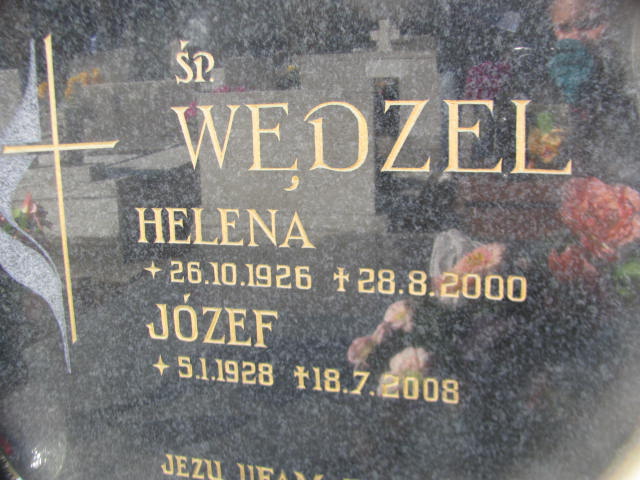 ŚP.
WĘDZEL
HELENA
+ 26.10.1926 ✝ 28.8.2000
JÓZEF
+ 5.1.1928 ✝ 18.7.2008
JEZU UFAM